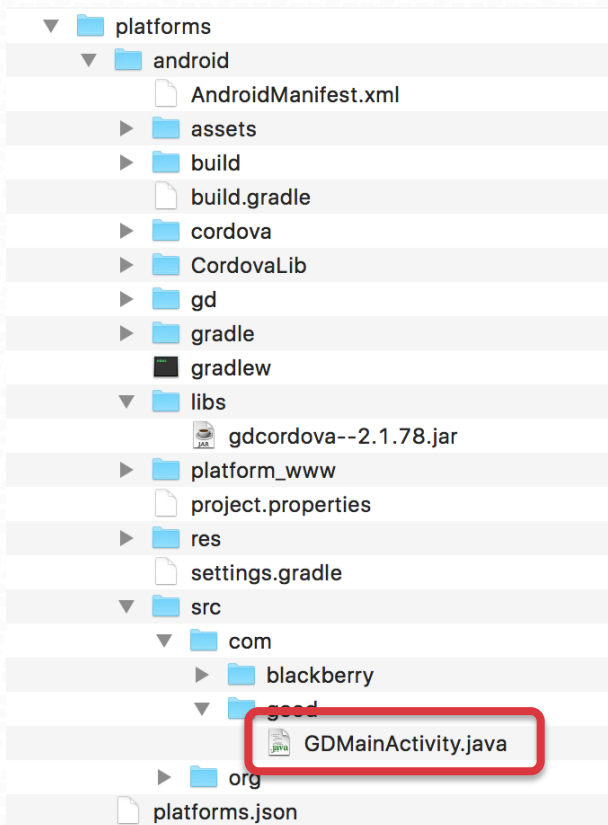 platforms
android
AndroidManifest.xml
assets
build
build.gradle
cordova
CordovaLib
gd
gradle
gradlew
libs
gdcordova--2.1.78.jar
platform_www
project.properties
res
settings.gradle
src
com
blackberry
good
GDMainActivity.java
org
platforms.json